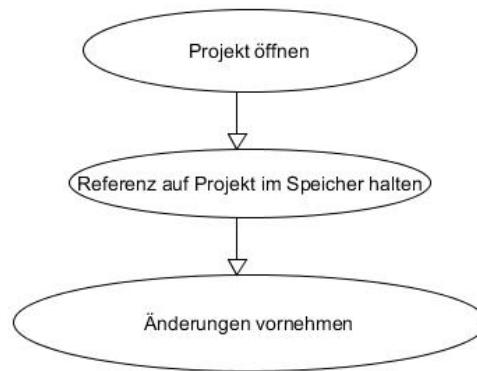 Projekt öffnen
Referenz auf Projekt im Speicher halten
Änderungen vornehmen